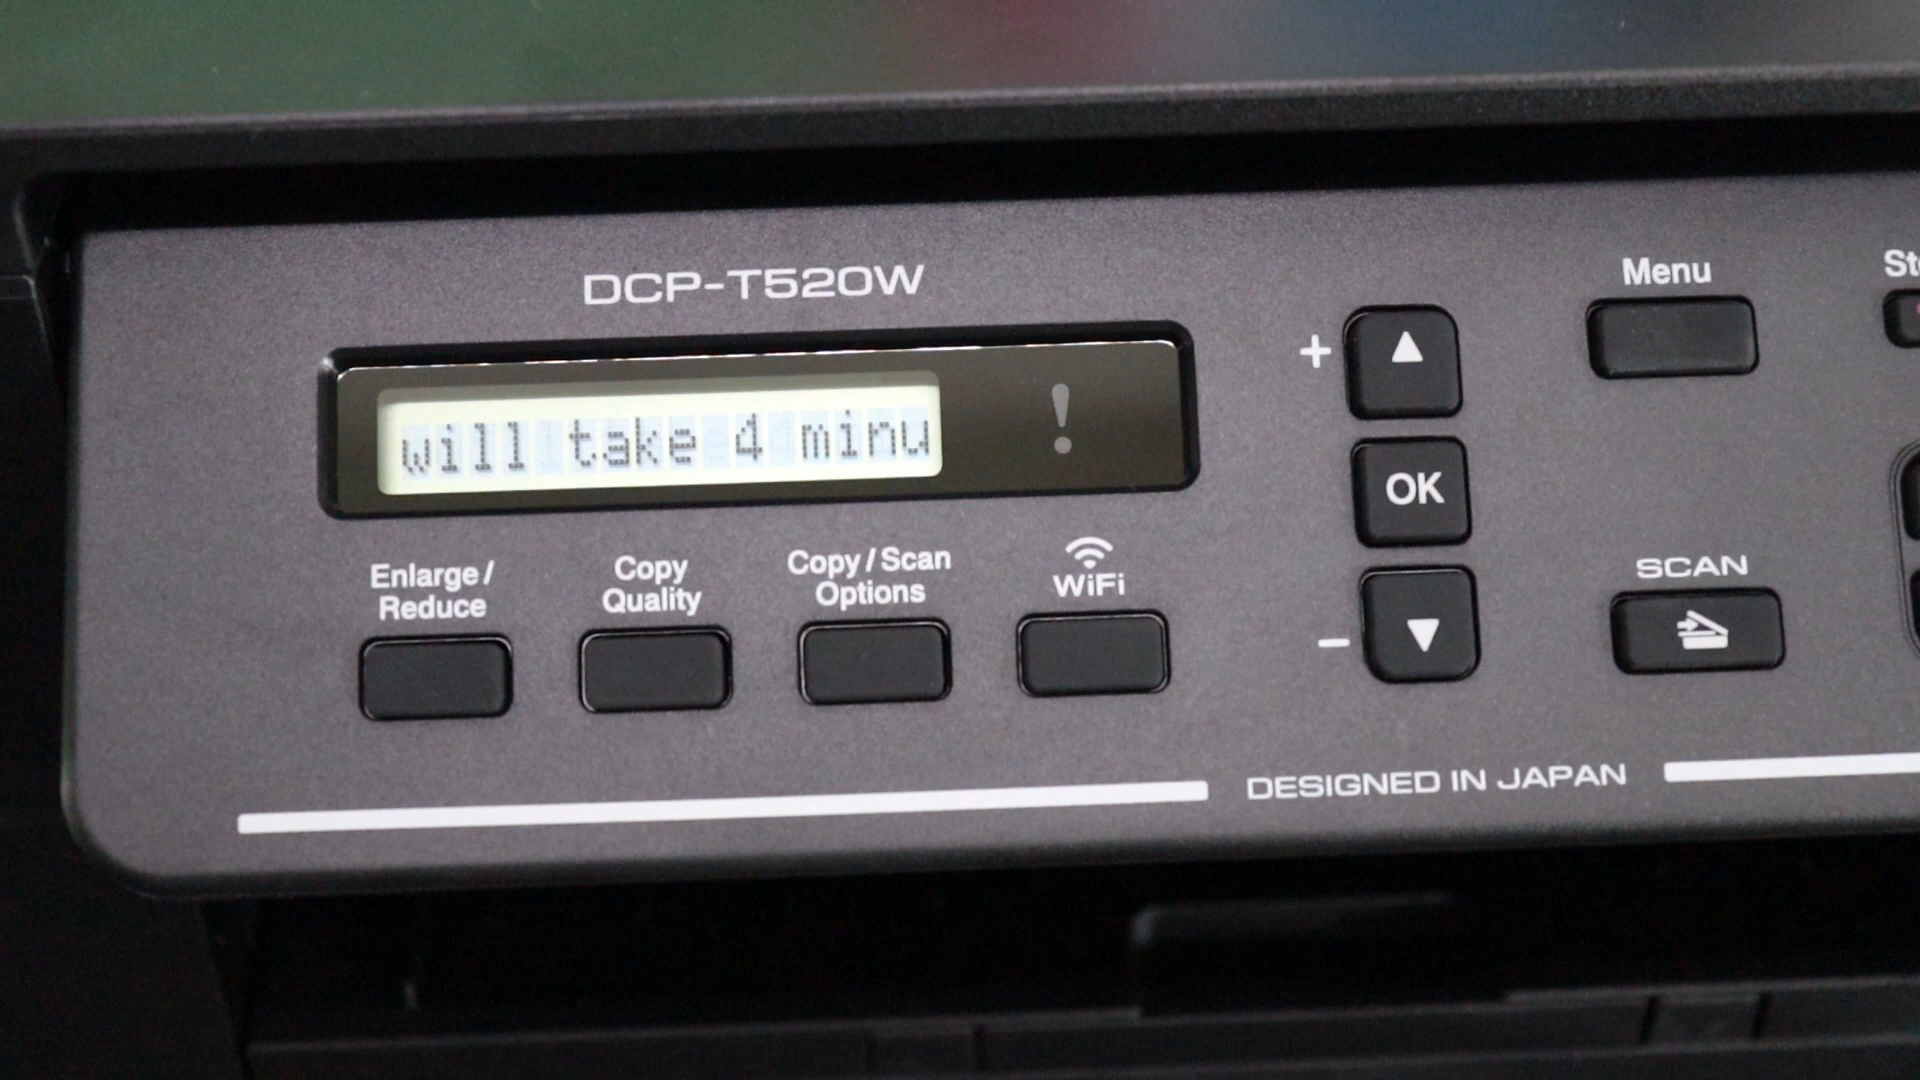 DCP-T520W
will take 4 minu
Enlarge/
Reduce
Copy
Quality
Copy/Scan
Options
WiFi
+
OK
–
Menu
SCAN
DESIGNED IN JAPAN